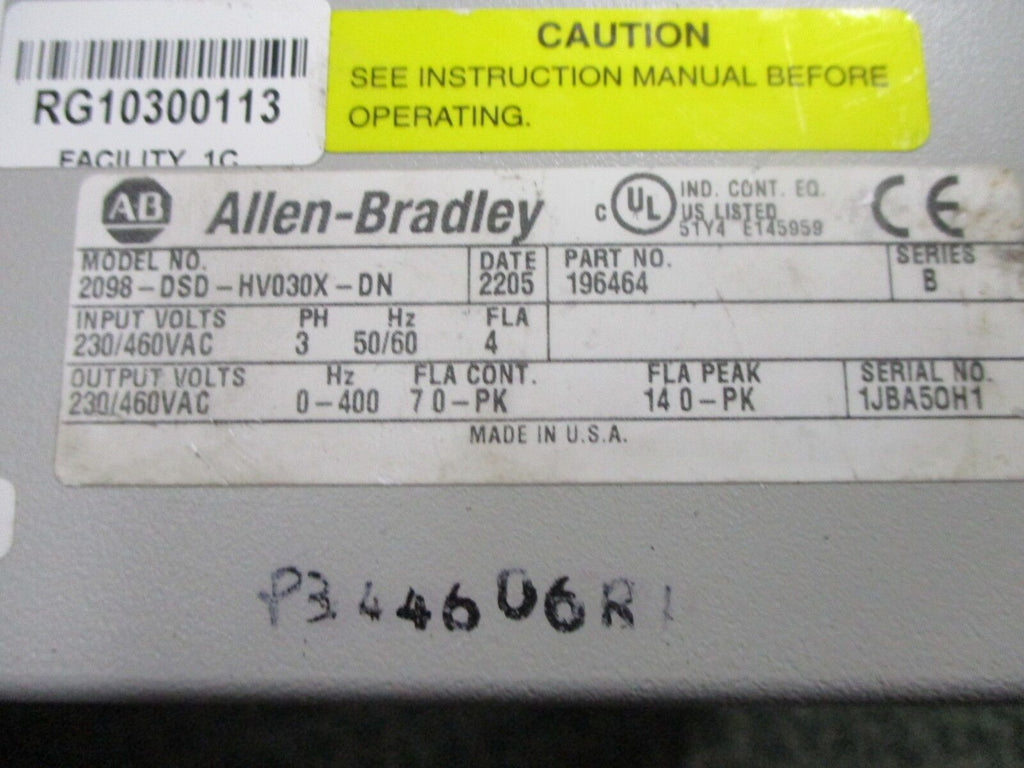 RG10300113
FACILITY 1C
CAUTION
SEE INSTRUCTION MANUAL BEFORE
OPERATING.
AB Allen-Bradley
C UL US LISTED IND. CONT. EQ.
51Y4 E145959
CE
MODEL NO. DATE PART NO. SERIES
2098-DSD-HV030X-DN 2205 196464 B
INPUT VOLTS PH Hz FLA
230/460VAC 3 50/60 4
OUTPUT VOLTS Hz FLA CONT. FLA PEAK SERIAL NO.
230/460VAC 0-400 7 0-PK 14 0-PK 1JBA50H1
MADE IN U.S.A.
P344606R1